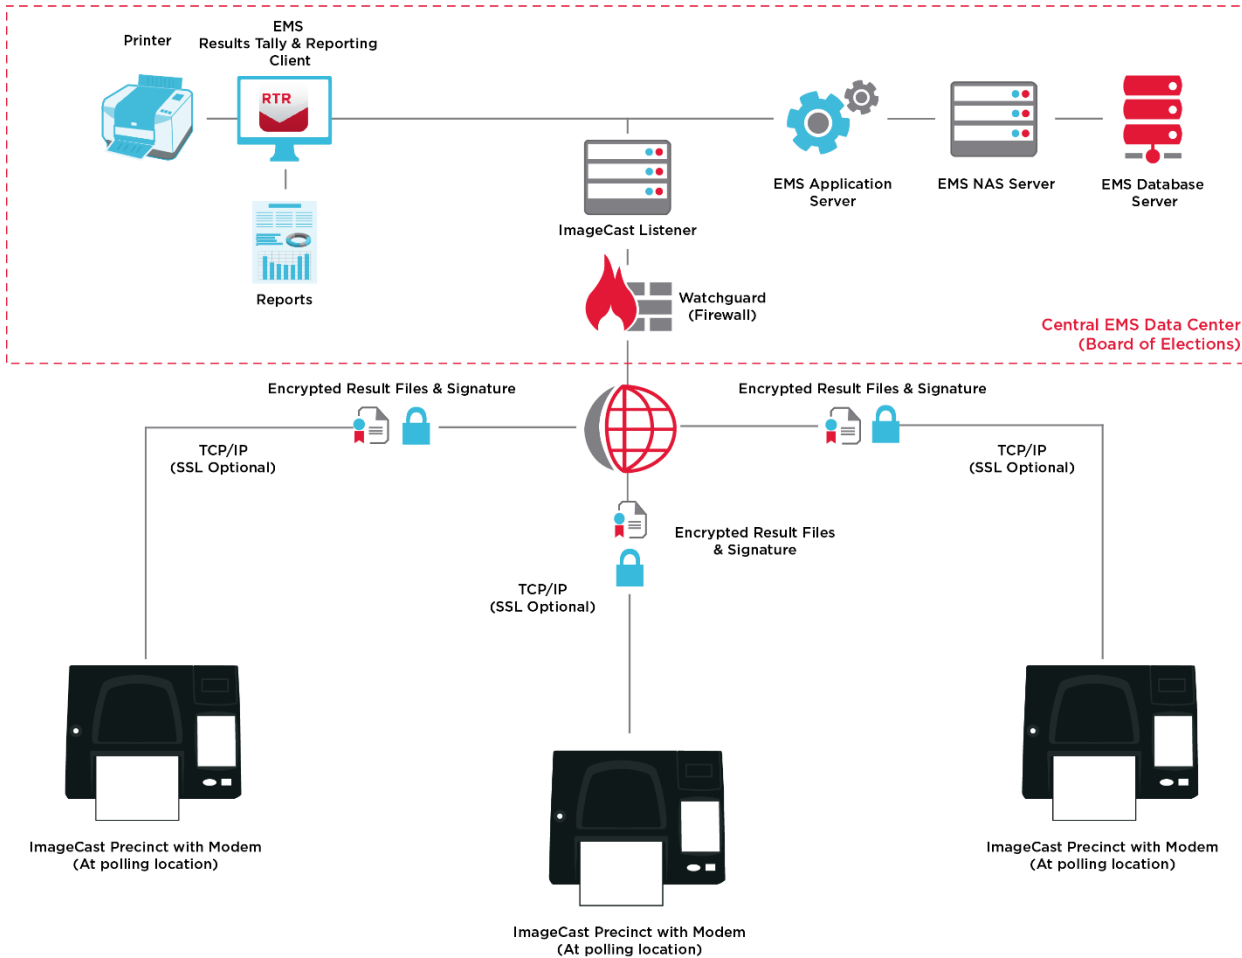 Printer
EMS
Results Tally & Reporting
Client
RTR
Reports
ImageCast Listener
EMS Application
Server
EMS NAS Server
EMS Database
Server
Watchguard
(Firewall)
Central EMS Data Center
(Board of Elections)
Encrypted Result Files & Signature
Encrypted Result Files & Signature
TCP/IP
(SSL Optional)
TCP/IP
(SSL Optional)
Encrypted Result Files
& Signature
TCP/IP
(SSL Optional)
ImageCast Precinct with Modem
(At polling location)
ImageCast Precinct with Modem
(At polling location)
ImageCast Precinct with Modem
(At polling location)